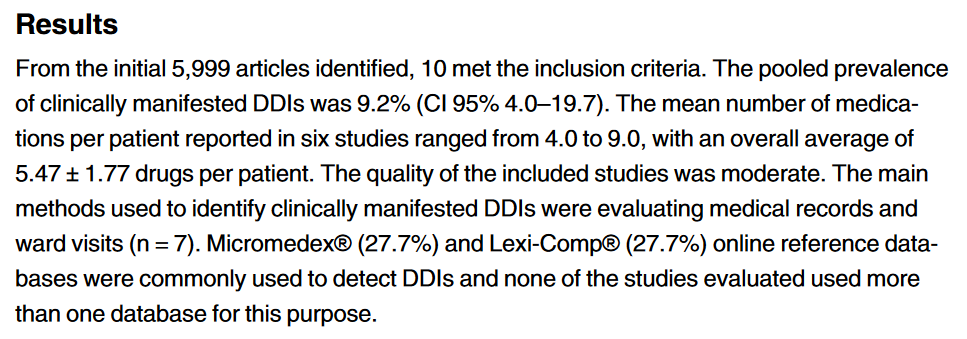 Results
From the initial 5,999 articles identified, 10 met the inclusion criteria. The pooled prevalence
of clinically manifested DDIs was 9.2% (CI 95% 4.0–19.7). The mean number of medica-
tions per patient reported in six studies ranged from 4.0 to 9.0, with an overall average of
5.47 ± 1.77 drugs per patient. The quality of the included studies was moderate. The main
methods used to identify clinically manifested DDIs were evaluating medical records and
ward visits (n = 7). Micromedex® (27.7%) and Lexi-Comp® (27.7%) online reference data-
bases were commonly used to detect DDIs and none of the studies evaluated used more
than one database for this purpose.